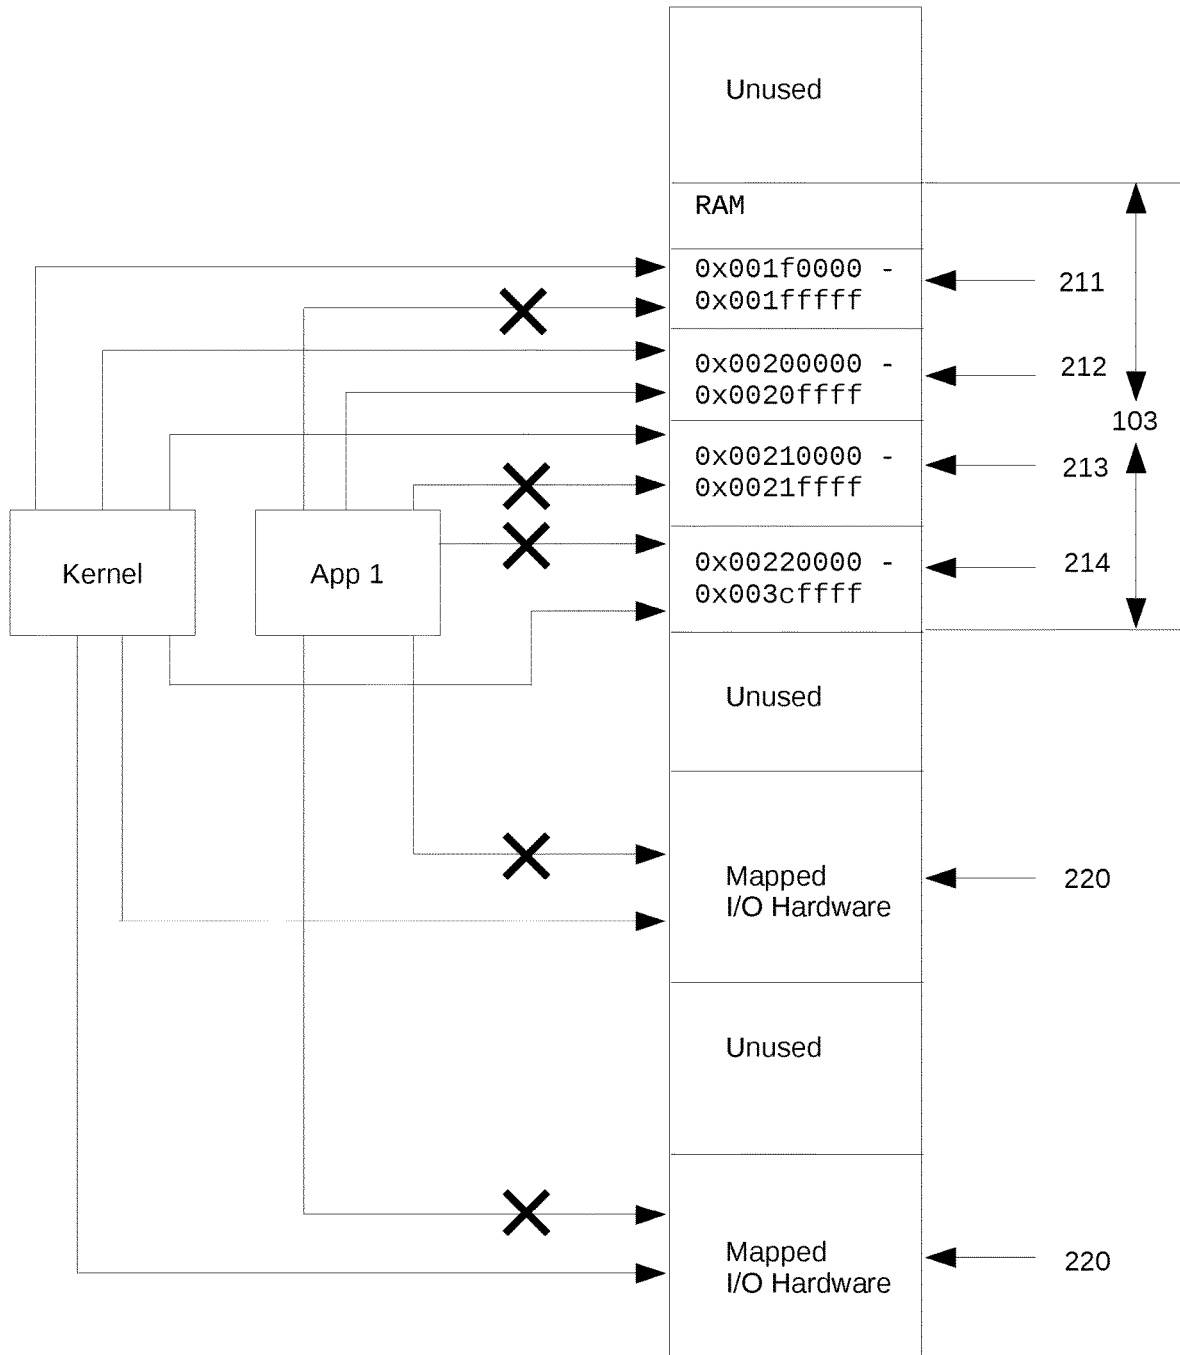 Unused
RAM
0x001f0000 -
0x001fffff
211
0x00200000 -
0x0020ffff
212
103
0x00210000 -
0x0021ffff
213
Kernel
App 1
0x00220000 -
0x003cffff
214
Unused
Mapped
I/O Hardware
220
Unused
Mapped
I/O Hardware
220